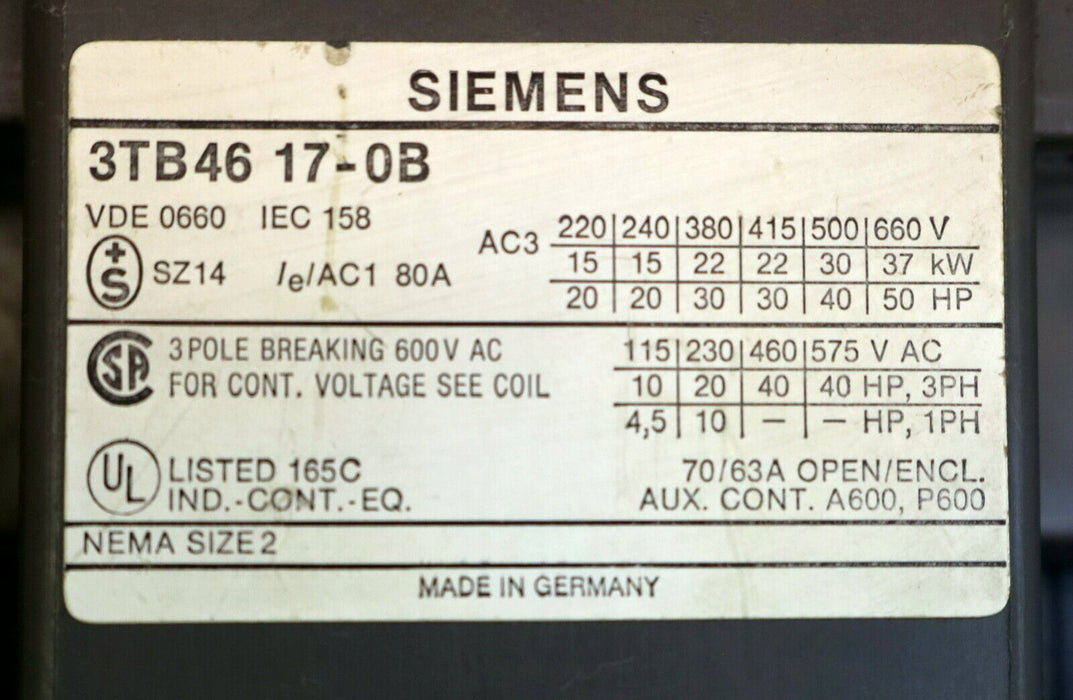 SIEMENS
3TB46 17-0B
VDE 0660 IEC 158
SZ14 Ie/AC1 80A
AC3 220 240 380 415 500 660 V
15 15 22 22 30 37 kW
20 20 30 30 40 50 HP
+S
SA 3POLE BREAKING 600V AC
FOR CONT. VOLTAGE SEE COIL
115 230 460 575 V AC
10 20 40 40 HP, 3PH
4,5 10 – – HP, 1PH
UL LISTED 165C
IND.-CONT.-EQ.
70/63A OPEN/ENCL.
AUX. CONT. A600, P600
NEMA SIZE 2
MADE IN GERMANY